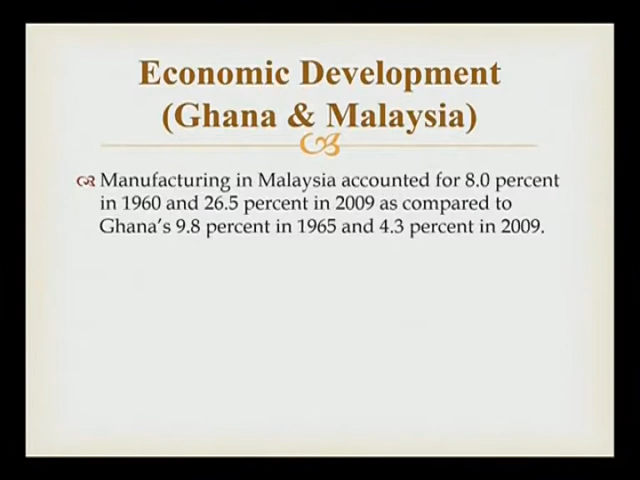 Economic Development
(Ghana & Malaysia)
Manufacturing in Malaysia accounted for 8.0 percent
in 1960 and 26.5 percent in 2009 as compared to
Ghana's 9.8 percent in 1965 and 4.3 percent in 2009.